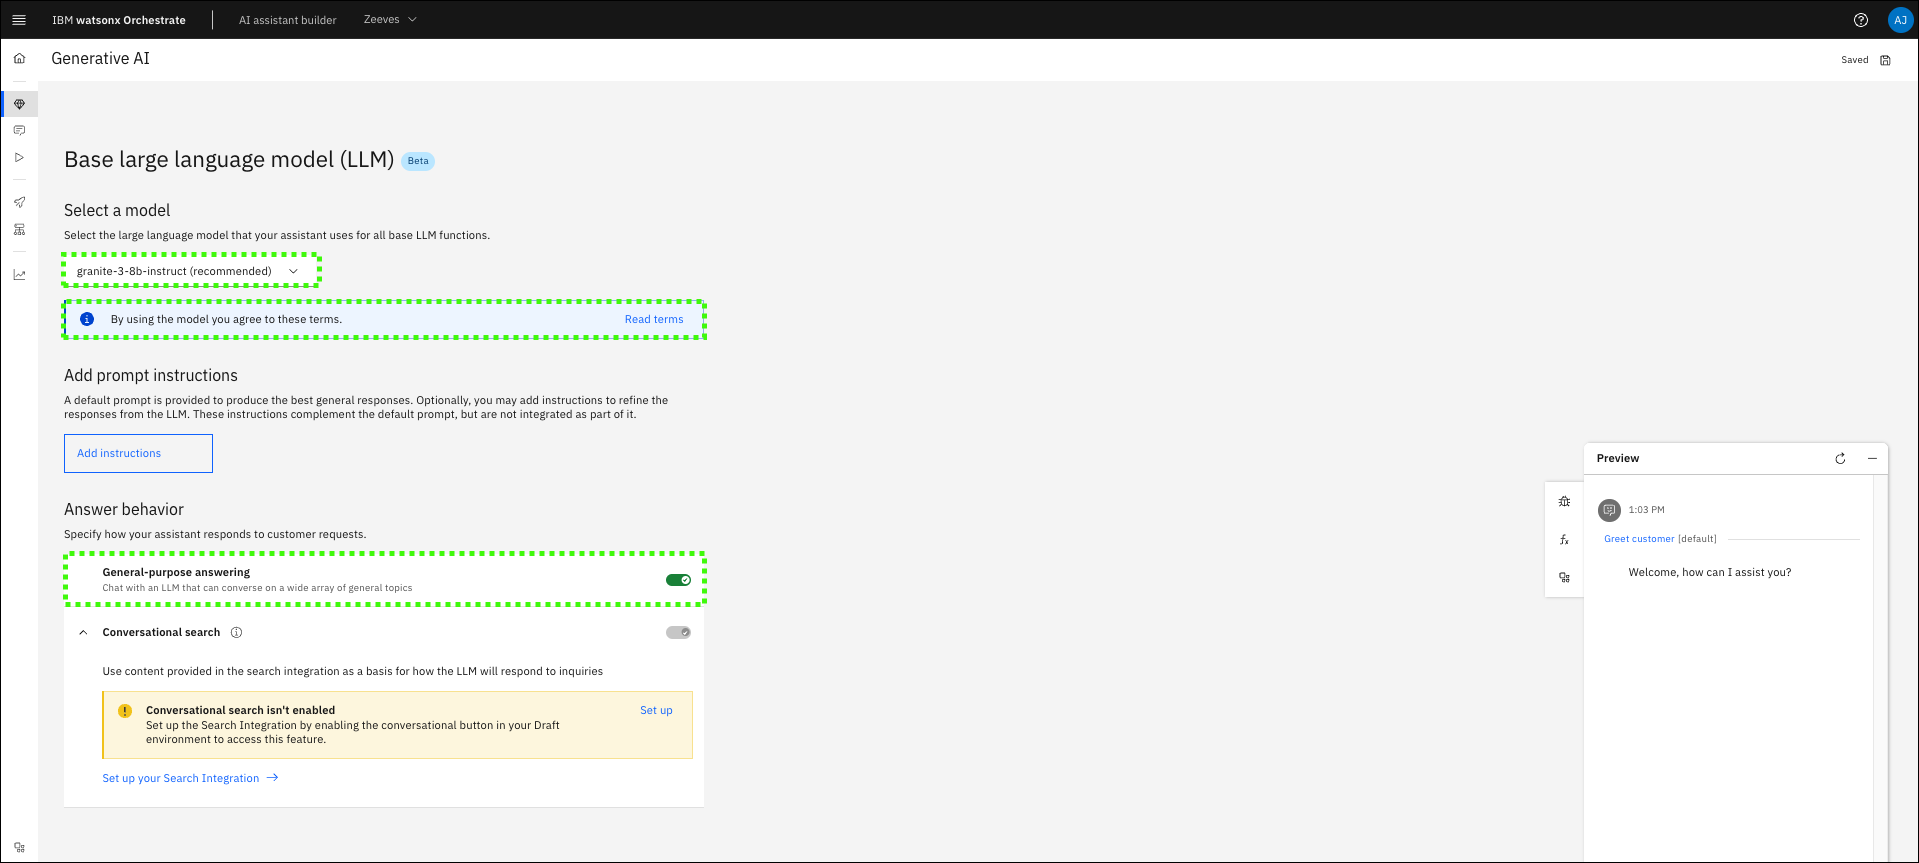 IBM watsonx Orchestrate
AI assistant builder
Zeeves
AJ
Generative AI
Saved
Base large language model (LLM)
Beta
Select a model
Select the large language model that your assistant uses for all base LLM functions.
granite-3-8b-instruct (recommended)
By using the model you agree to these terms.
Read terms
Add prompt instructions
A default prompt is provided to produce the best general responses. Optionally, you may add instructions to refine the
responses from the LLM. These instructions complement the default prompt, but are not integrated as part of it.
Add instructions
Answer behavior
Specify how your assistant responds to customer requests.
General-purpose answering
Chat with an LLM that can converse on a wide array of general topics
Conversational search
Use content provided in the search integration as a basis for how the LLM will respond to inquiries
Conversational search isn't enabled
Set up
Set up the Search Integration by enabling the conversational button in your Draft
environment to access this feature.
Set up your Search Integration
Preview
1:03 PM
Greet customer [default]
Welcome, how can I assist you?